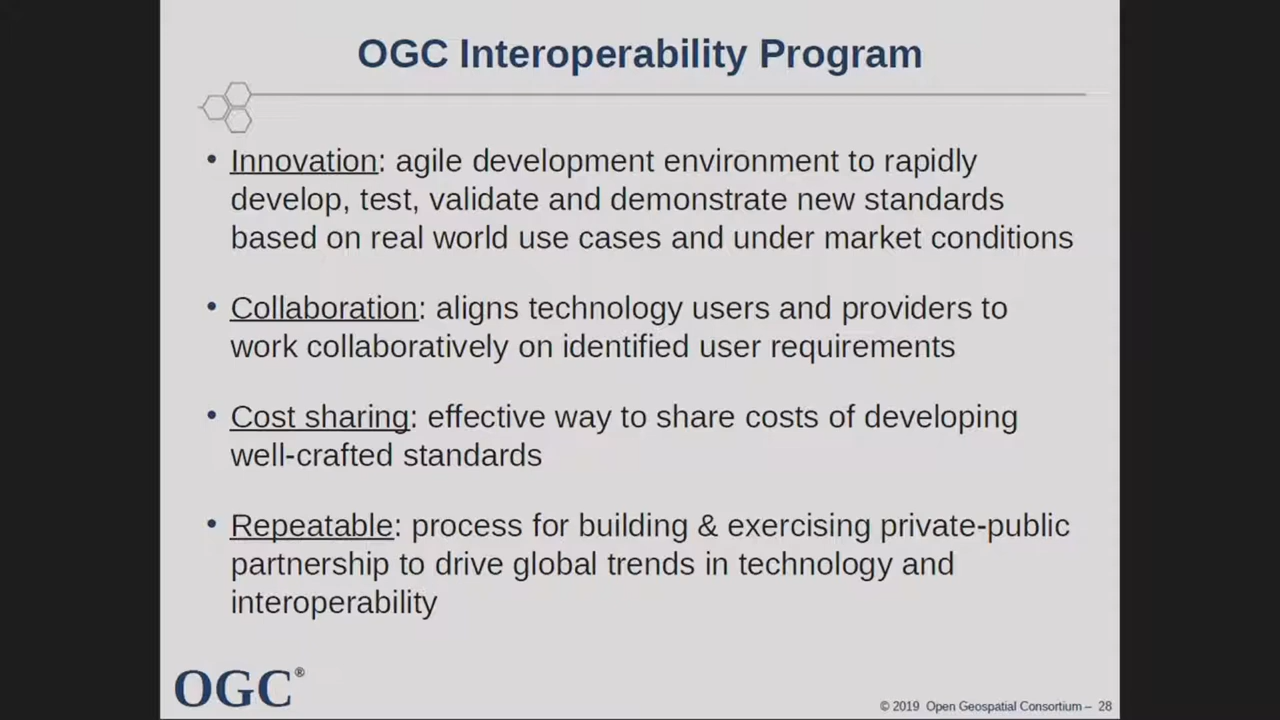 OGC Interoperability Program
• Innovation: agile development environment to rapidly
develop, test, validate and demonstrate new standards
based on real world use cases and under market conditions
• Collaboration: aligns technology users and providers to
work collaboratively on identified user requirements
• Cost sharing: effective way to share costs of developing
well-crafted standards
• Repeatable: process for building & exercising private-public
partnership to drive global trends in technology and
interoperability
OGC®
© 2019 Open Geospatial Consortium – 28